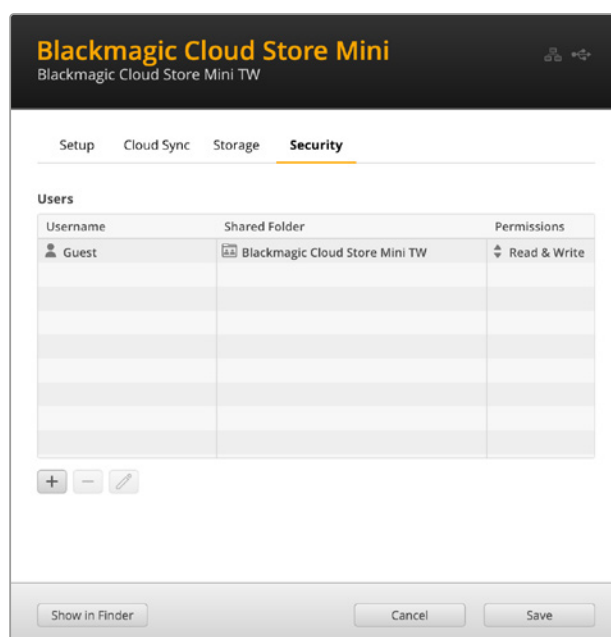 Blackmagic Cloud Store Mini
Blackmagic Cloud Store Mini TW
Setup Cloud Sync Storage Security
Users
Username Shared Folder Permissions
Guest Blackmagic Cloud Store Mini TW Read & Write
Show in Finder Cancel Save